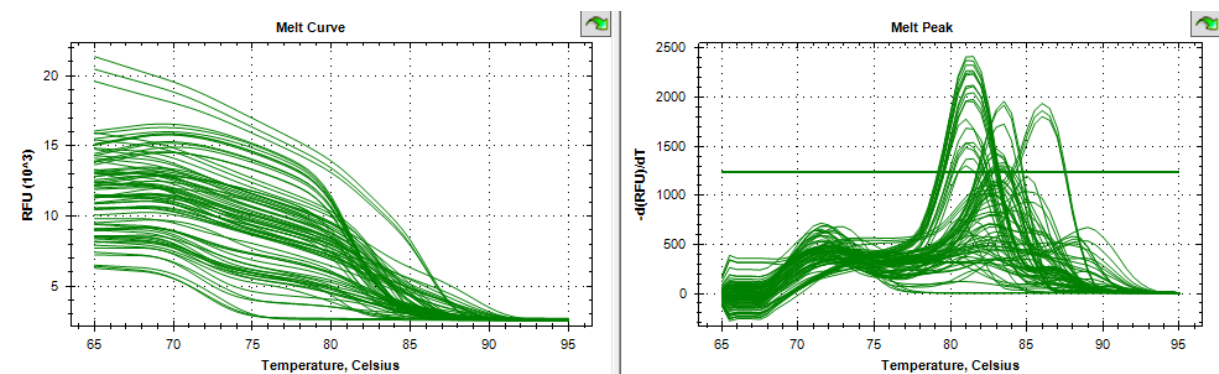 Melt Curve
RFU (10^3)
20
15
10
5
65 70 75 80 85 90 95
Temperature, Celsius
Melt Peak
-d(RFU)/dT
2500
2000
1500
1000
500
0
65 70 75 80 85 90 95
Temperature, Celsius